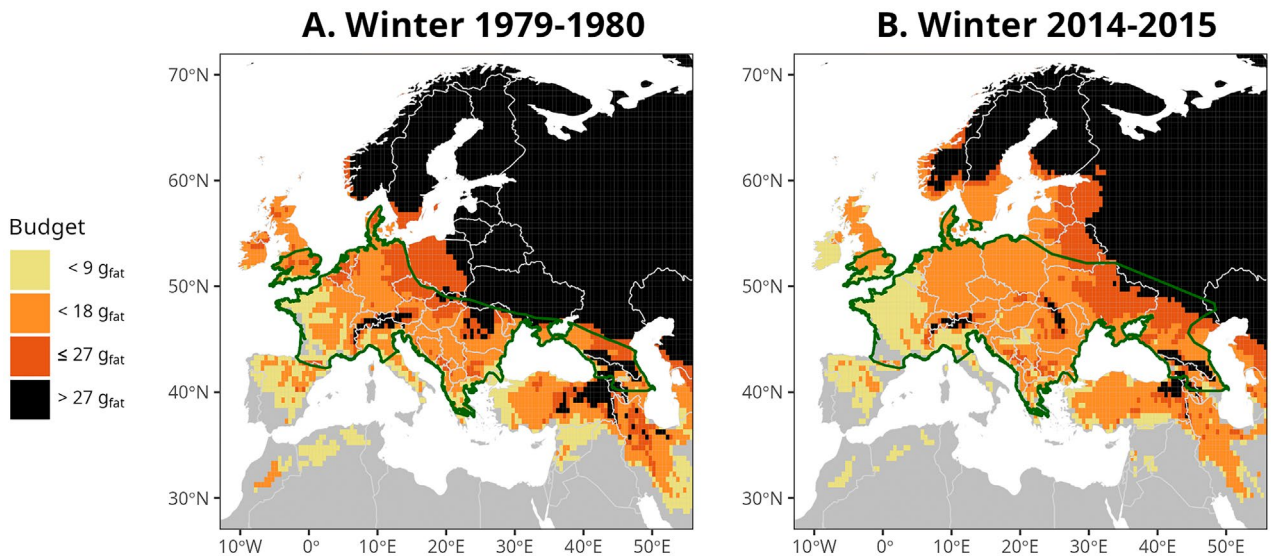 A. Winter 1979-1980
B. Winter 2014-2015
Budget
< 9 gfat
< 18 gfat
≤ 27 gfat
> 27 gfat
70°N
60°N
50°N
40°N
30°N
10°W 0° 10°E 20°E 30°E 40°E 50°E
70°N
60°N
50°N
40°N
30°N
10°W 0° 10°E 20°E 30°E 40°E 50°E